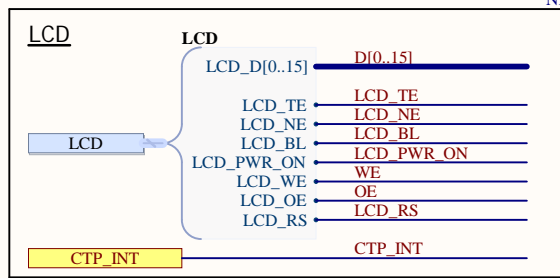 LCD
LCD
LCD_D[0..15] D[0..15]
LCD_TE LCD_TE
LCD_NE LCD_NE
LCD LCD_BL LCD_BL
LCD_PWR_ON LCD_PWR_ON
LCD_WE WE
LCD_OE OE
LCD_RS LCD_RS
CTP_INT CTP_INT